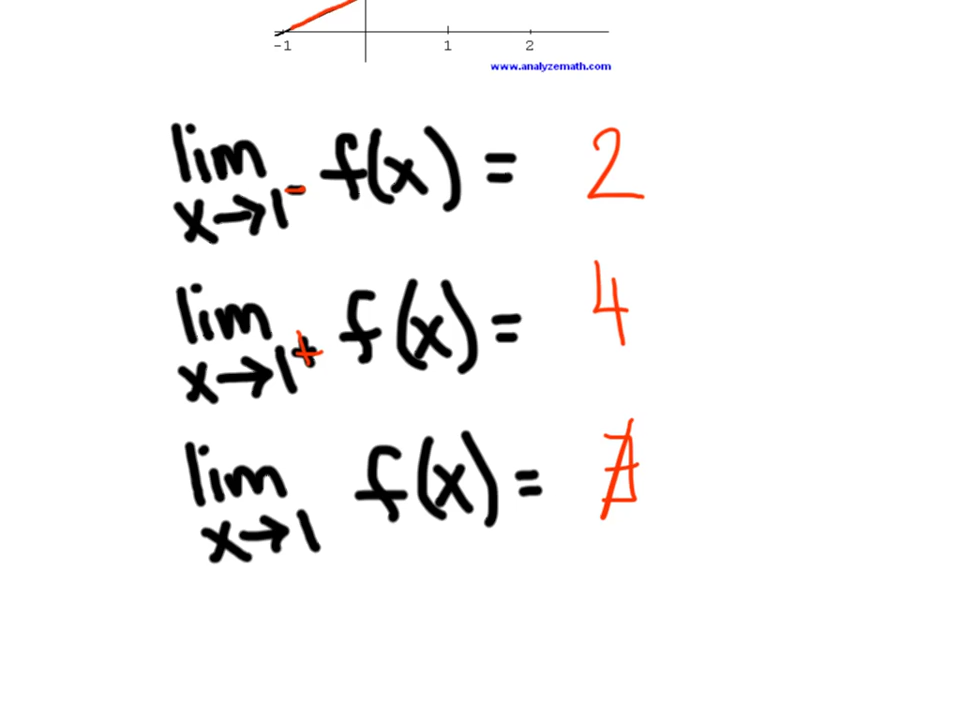 -1 1 2
www.analyzemath.com
lim x→1⁻ f(x) = 2
lim x→1⁺ f(x) = 4
lim x→1 f(x) = ∄